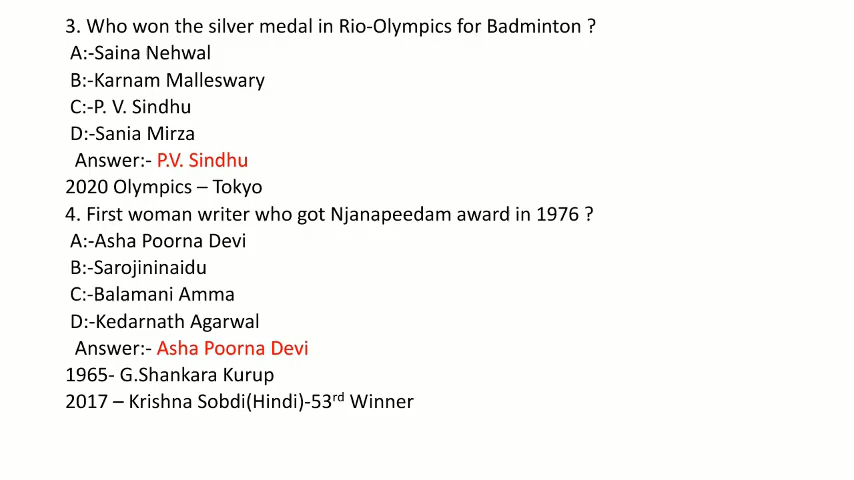 3. Who won the silver medal in Rio-Olympics for Badminton ?
A:-Saina Nehwal
B:-Karnam Malleswary
C:-P. V. Sindhu
D:-Sania Mirza
Answer:- P.V. Sindhu
2020 Olympics – Tokyo
4. First woman writer who got Njanapeedam award in 1976 ?
A:-Asha Poorna Devi
B:-Sarojininaidu
C:-Balamani Amma
D:-Kedarnath Agarwal
Answer:- Asha Poorna Devi
1965- G.Shankara Kurup
2017 – Krishna Sobdi(Hindi)-53rd Winner